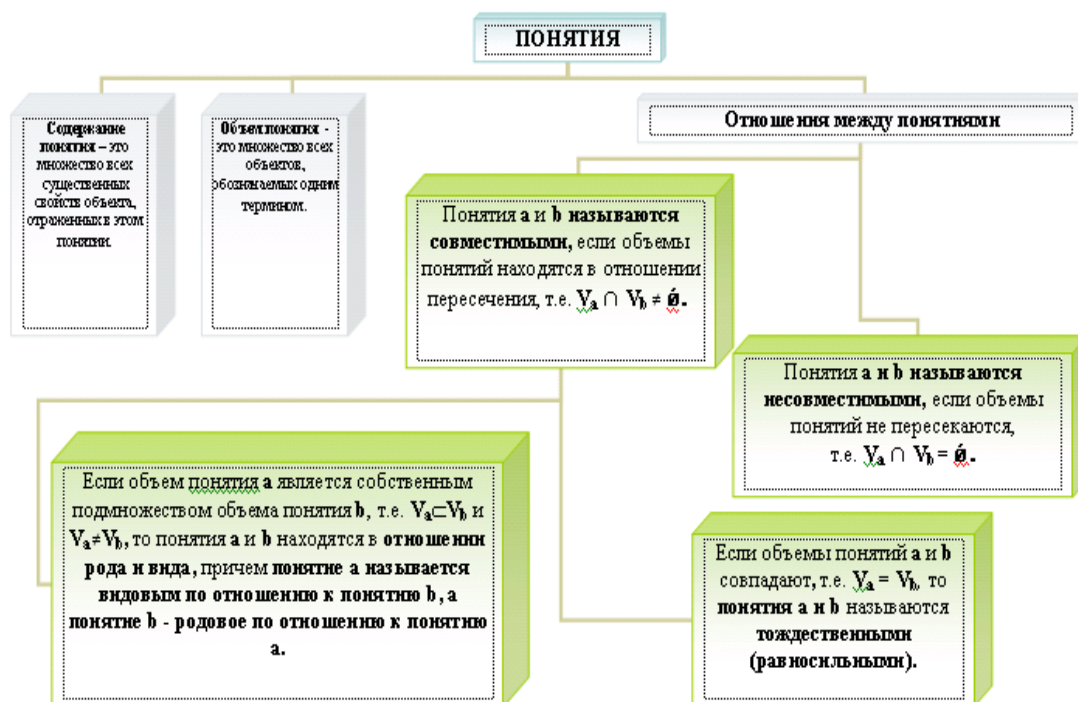 ПОНЯТИЯ
Содержание
понятия – это
множество всех
существенных
свойств объекта,
отраженных в этом
понятии.
Объем понятия -
это множество всех
объектов,
обозначаемых одним
термином.
Отношения между понятиями
Понятия a и b называются
совместимыми, если объемы
понятий находятся в отношении
пересечения, т.е. Va ∩ Vb ≠ ǿ.
Понятия a и b называются
несовместимыми, если объемы
понятий не пересекаются,
т.е. Va ∩ Vb = ǿ.
Если объем понятия a является собственным
подмножеством объема понятия b, т.е. Va⊂Vb и
Va≠Vb, то понятия a и b находятся в отношении
рода и вида, причем понятие a называется
видовым по отношению к понятию b, а
понятие b - родовое по отношению к понятию
a.
Если объемы понятий a и b
совпадают, т.е. Va = Vb, то
понятия a и b называются
тождественными
(равносильными).